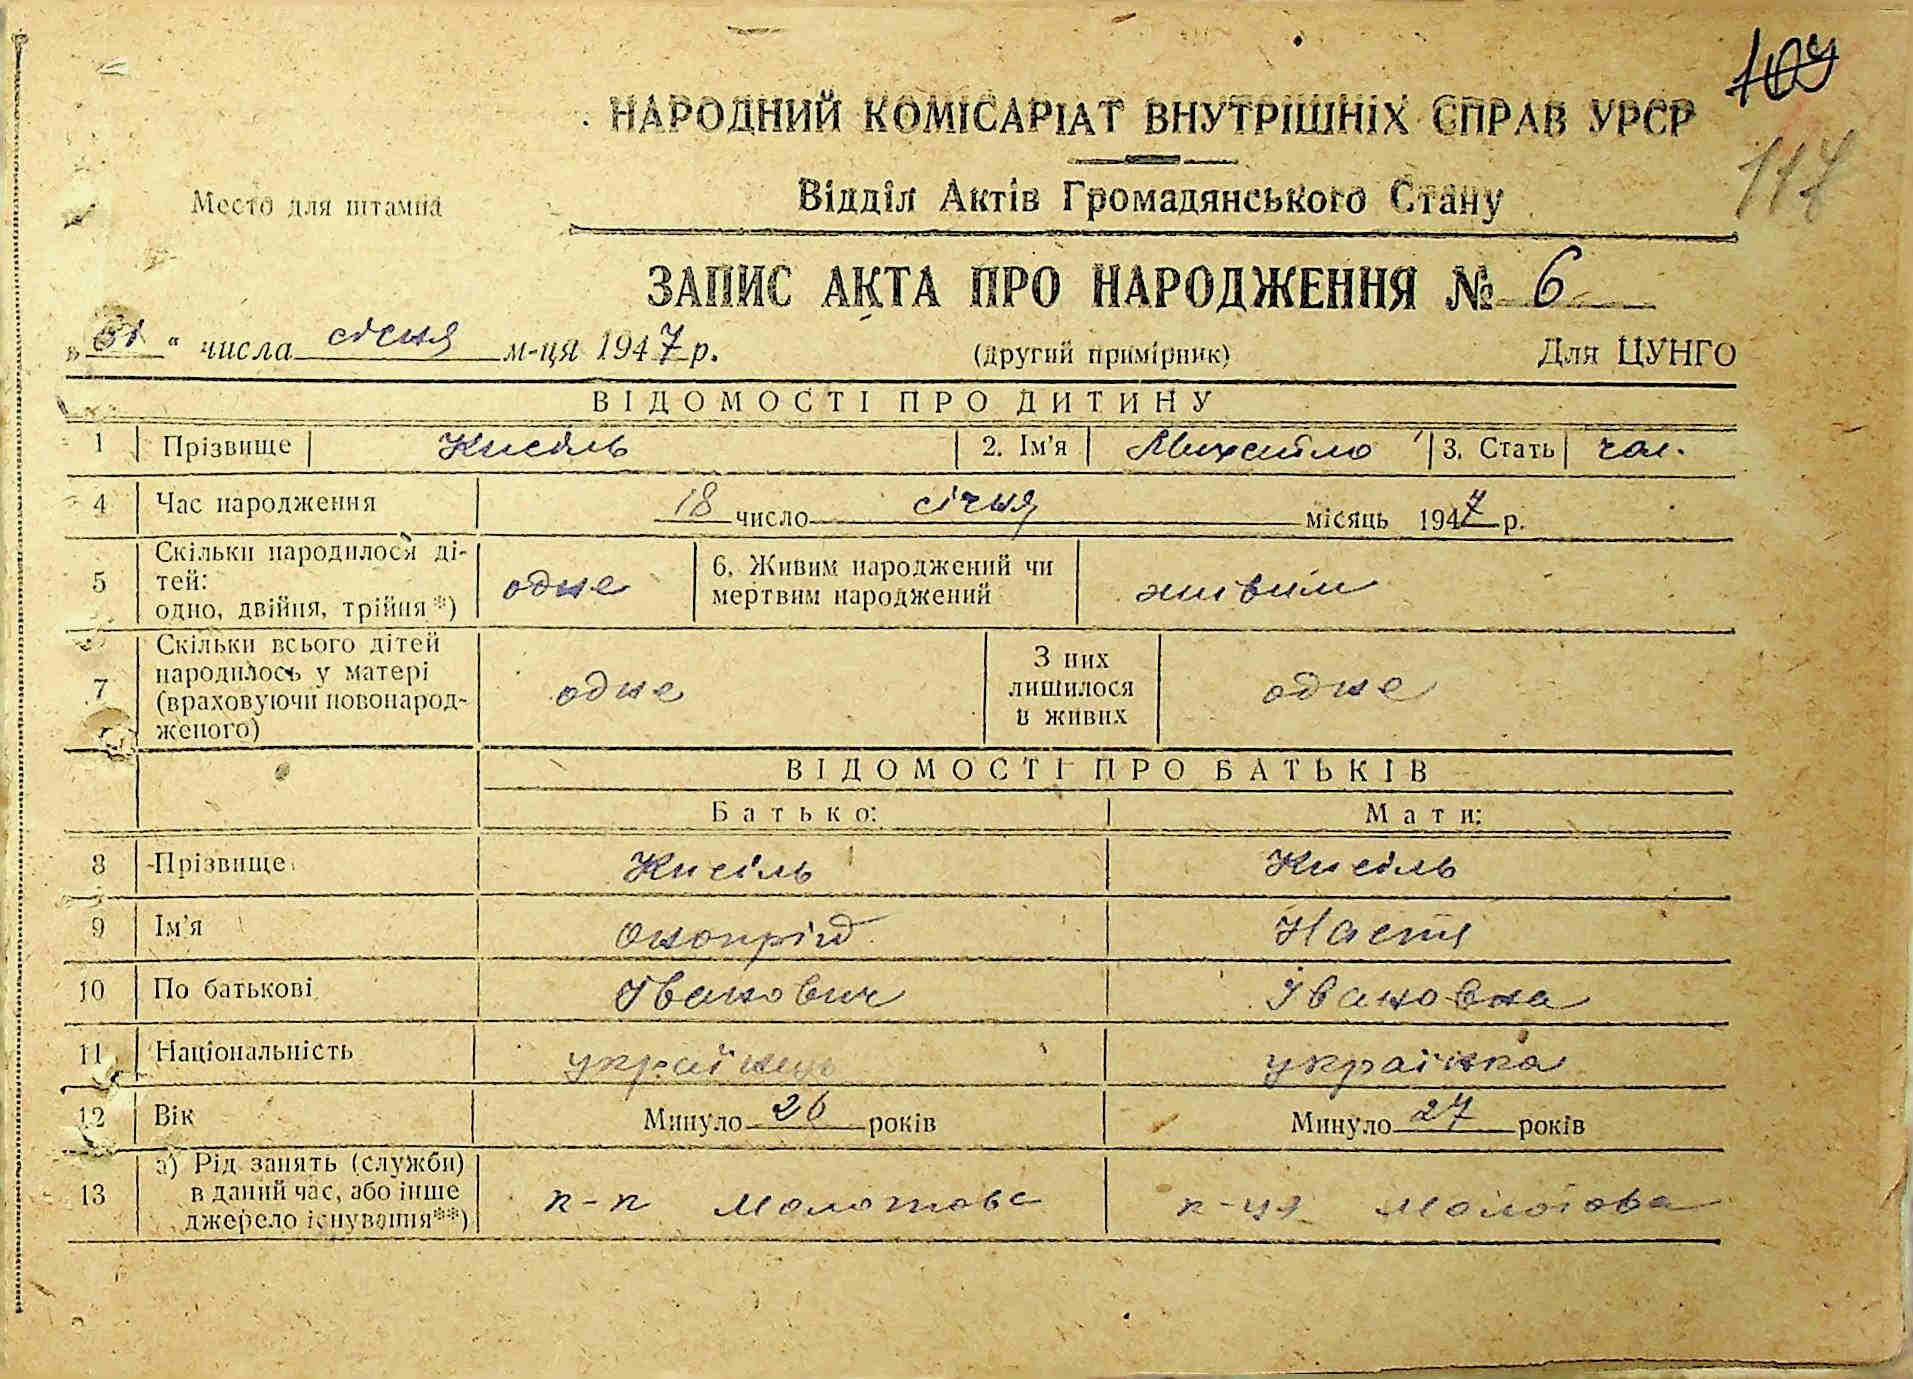 109
117
НАРОДНИЙ КОМІСАРІАТ ВНУТРІШНІХ СПРАВ УРСР
Место для штампа
Відділ Актів Громадянського Стану
ЗАПИС АКТА ПРО НАРОДЖЕННЯ № 6
„31“ числа січня м-ця 1947 р. (другий примірник) Для ЦУНГО
ВІДОМОСТІ ПРО ДИТИНУ
1 Прізвище Кисіль 2. Ім'я Михайло 3. Стать чол.
4 Час народження 18 число січня місяць 1947 р.
5 Скільки народилося ді-
тей:
одно, двійня, трійня*) одне 6. Живим народжений чи
мертвим народжений живим
7 Скільки всього дітей
народилось у матері
(враховуючи новонарод-
женого) одне З них
лишилося
в живих одне
ВІДОМОСТІ ПРО БАТЬКІВ
Батько: Мати:
8 Прізвище Кисіль Кисіль
9 Ім'я Онопрій Настя
10 По батькові Іванович Івановна
11 Національність українець українка
12 Вік Минуло 26 років Минуло 27 років
13 а) Рід занять (служби)
в даний час, або інше
джерело існування**) к-к Молотова к-ця Молотова